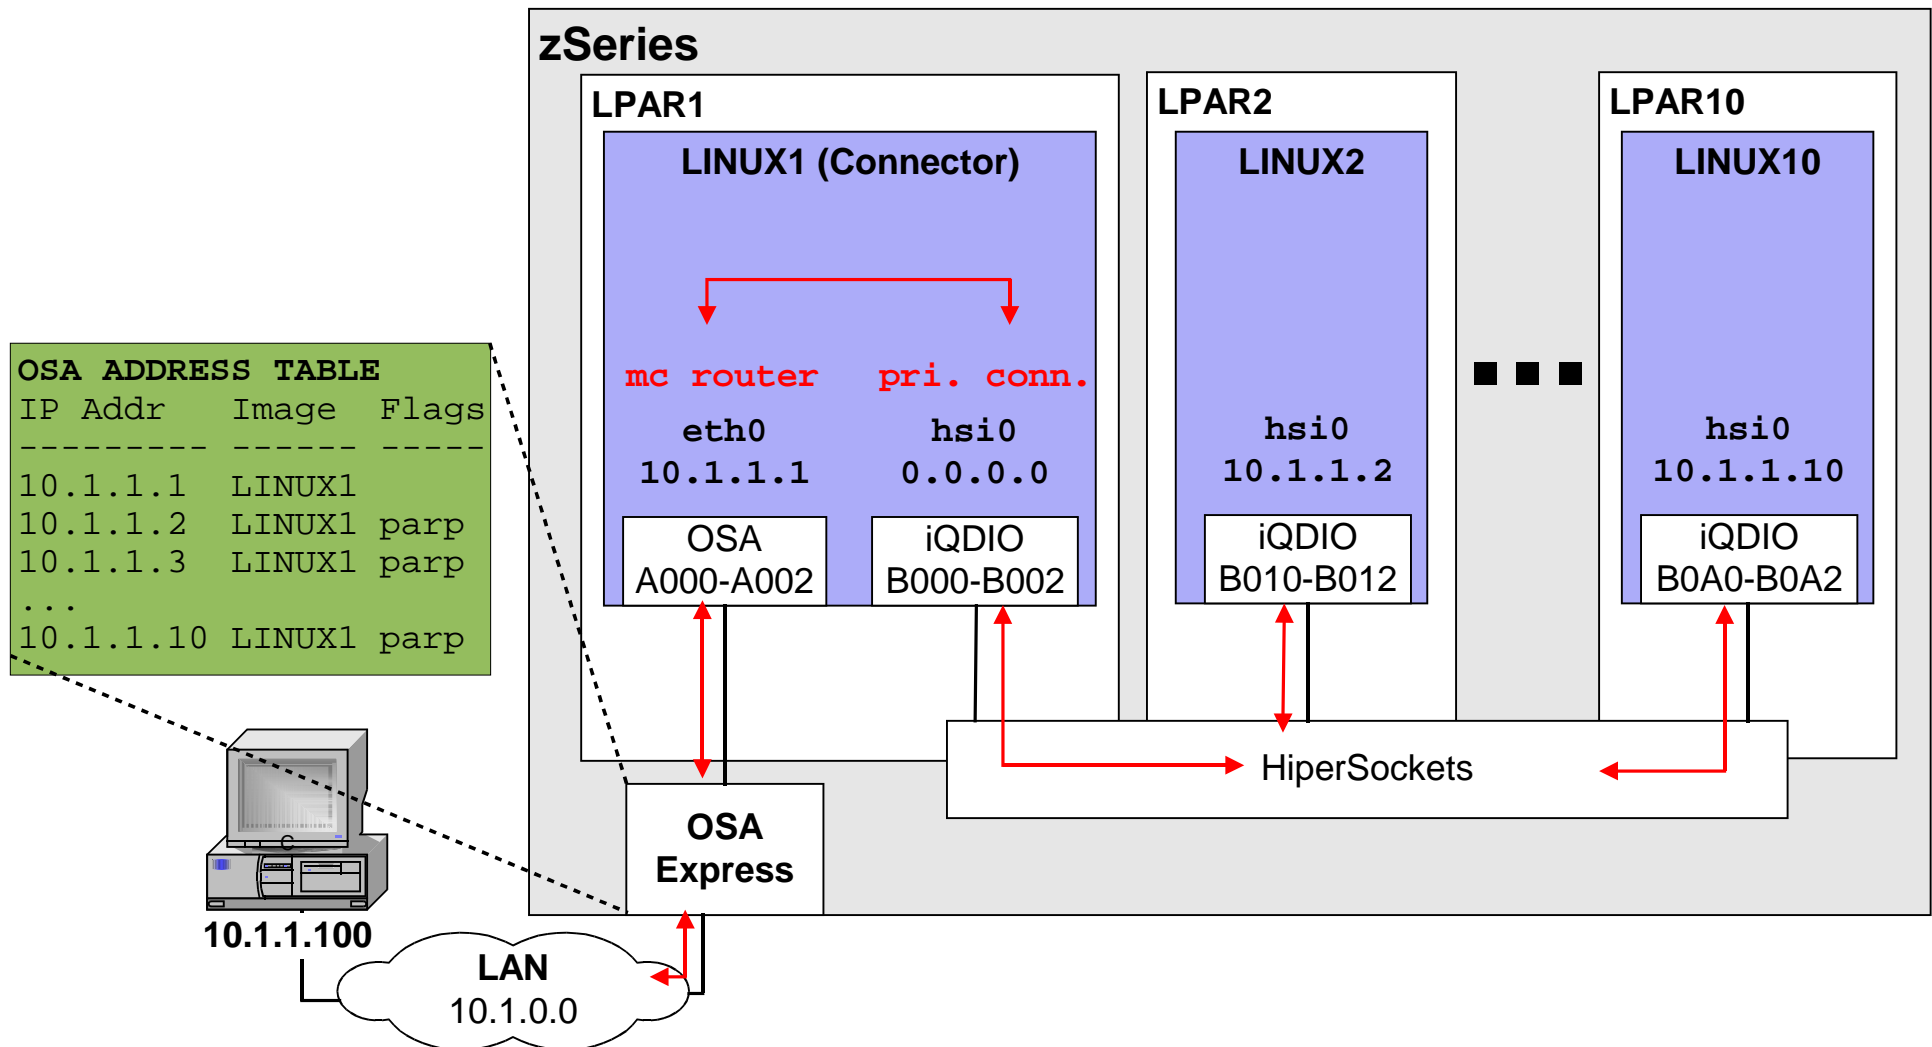 zSeries
LPAR1
LINUX1 (Connector)
mc router pri. conn.
eth0 hsi0
10.1.1.1 0.0.0.0
OSA
A000-A002
iQDIO
B000-B002
LPAR2
LINUX2
hsi0
10.1.1.2
iQDIO
B010-B012
LPAR10
LINUX10
hsi0
10.1.1.10
iQDIO
B0A0-B0A2
HiperSockets
OSA
Express
OSA ADDRESS TABLE
IP Addr Image Flags
--------- ------ -----
10.1.1.1 LINUX1
10.1.1.2 LINUX1 parp
10.1.1.3 LINUX1 parp
...
10.1.1.10 LINUX1 parp
C
10.1.1.100
LAN
10.1.0.0